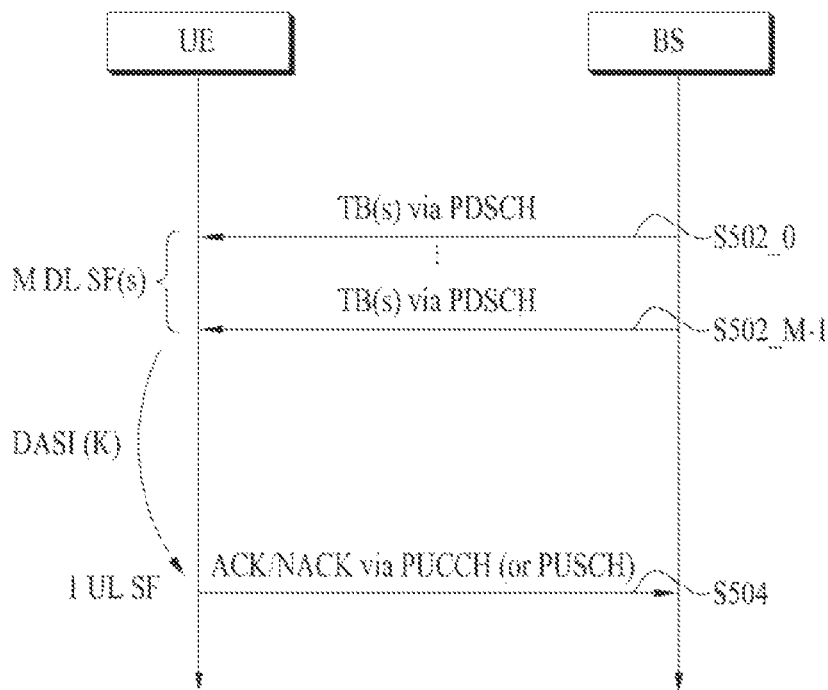 UE
BS
TB(s) via PDSCH
S502_0
M DL SF(s)
TB(s) via PDSCH
S502_M-1
DASI (K)
1 UL SF
ACK/NACK via PUCCH (or PUSCH)
S504